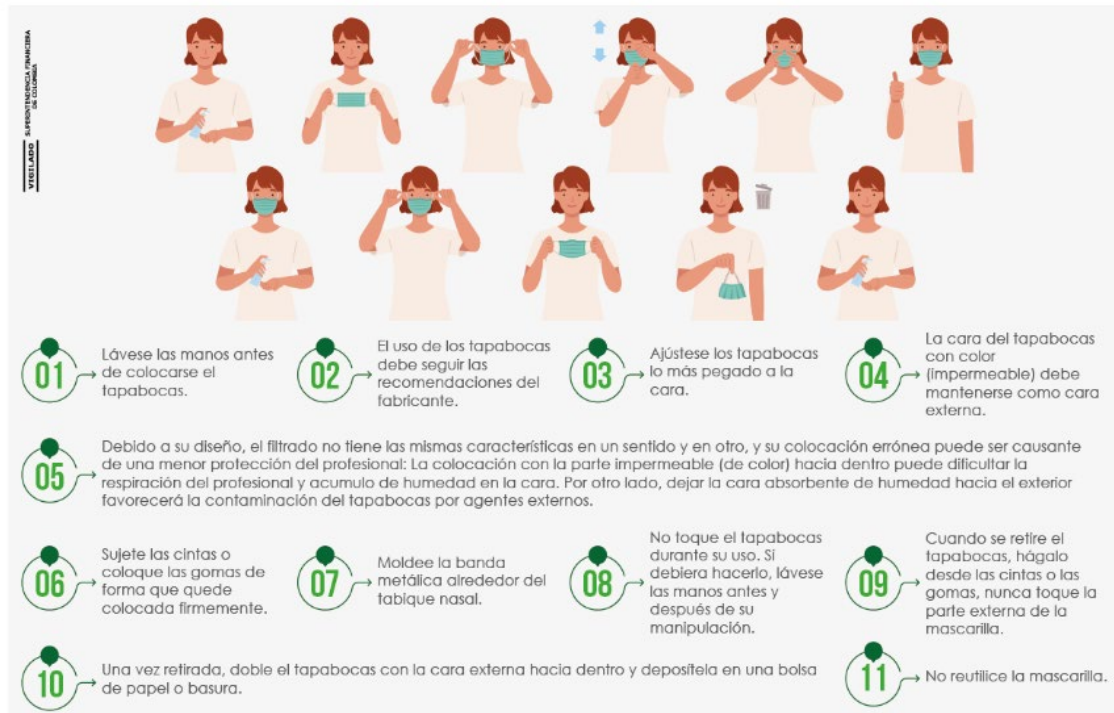 VIGILADO SUPERINTENDENCIA FINANCIERA
DE COLOMBIA
01
Lávese las manos antes
de colocarse el
tapabocas.
02
El uso de los tapabocas
debe seguir las
recomendaciones del
fabricante.
03
Ajústese los tapabocas
lo más pegado a la
cara.
04
La cara del tapabocas
con color
(impermeable) debe
mantenerse como cara
externa.
05
Debido a su diseño, el filtrado no tiene las mismas características en un sentido y en otro, y su colocación errónea puede ser causante
de una menor protección del profesional: La colocación con la parte impermeable (de color) hacia dentro puede dificultar la
respiración del profesional y acumulo de humedad en la cara. Por otro lado, dejar la cara absorbente de humedad hacia el exterior
favorecerá la contaminación del tapabocas por agentes externos.
06
Sujete las cintas o
coloque las gomas de
forma que quede
colocada firmemente.
07
Moldee la banda
metálica alrededor del
tabique nasal.
08
No toque el tapabocas
durante su uso. Si
debiera hacerlo, lávese
las manos antes y
después de su
manipulación.
09
Cuando se retire el
tapabocas, hágalo
desde las cintas o las
gomas, nunca toque la
parte externa de la
mascarilla.
10
Una vez retirada, doble el tapabocas con la cara externa hacia dentro y deposítela en una bolsa
de papel o basura.
11
No reutilice la mascarilla.